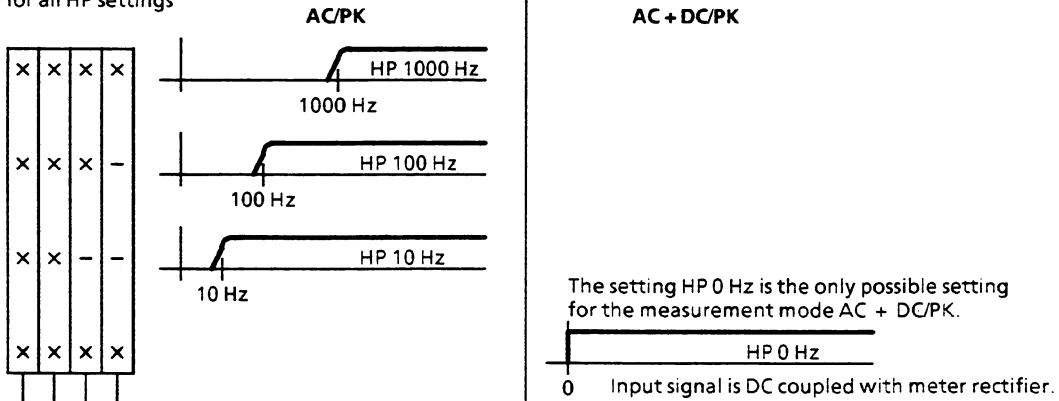 for all HP settings
AC/PK
AC + DC/PK
× × × ×
HP 1000 Hz
1000 Hz
× × × –
HP 100 Hz
100 Hz
× × – –
HP 10 Hz
10 Hz
The setting HP 0 Hz is the only possible setting
for the measurement mode AC + DC/PK.
× × × ×
HP 0 Hz
0 Input signal is DC coupled with meter rectifier.